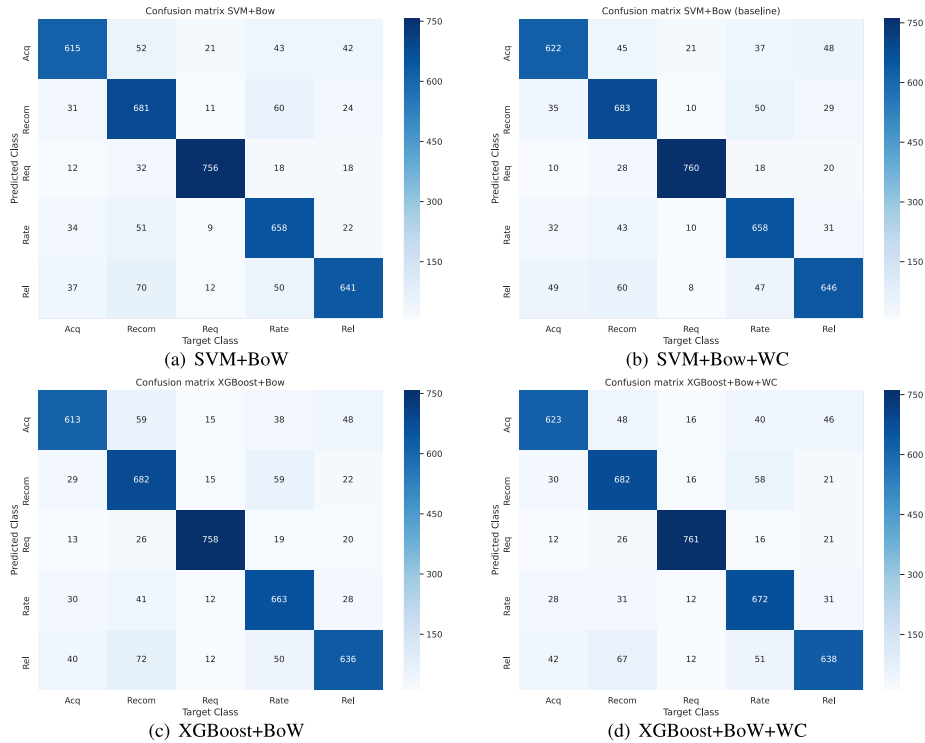 Confusion matrix SVM+Bow
Acq 615 52 21 43 42
Recom 31 681 11 60 24
Req 12 32 756 18 18
Rate 34 51 9 658 22
Rel 37 70 12 50 641
Predicted Class
Acq Recom Req Rate Rel
Target Class
750
600
450
300
150
(a) SVM+BoW
Confusion matrix SVM+Bow (baseline)
Acq 622 45 21 37 48
Recom 35 683 10 50 29
Req 10 28 760 18 20
Rate 32 43 10 658 31
Rel 49 60 8 47 646
Predicted Class
Acq Recom Req Rate Rel
Target Class
750
600
450
300
150
(b) SVM+Bow+WC
Confusion matrix XGBoost+Bow
Acq 613 59 15 38 48
Recom 29 682 15 59 22
Req 13 26 758 19 20
Rate 30 41 12 663 28
Rel 40 72 12 50 636
Predicted Class
Acq Recom Req Rate Rel
Target Class
750
600
450
300
150
(c) XGBoost+BoW
Confusion matrix XGBoost+Bow+WC
Acq 623 48 16 40 46
Recom 30 682 16 58 21
Req 12 26 761 16 21
Rate 28 31 12 672 31
Rel 42 67 12 51 638
Predicted Class
Acq Recom Req Rate Rel
Target Class
750
600
450
300
150
(d) XGBoost+BoW+WC